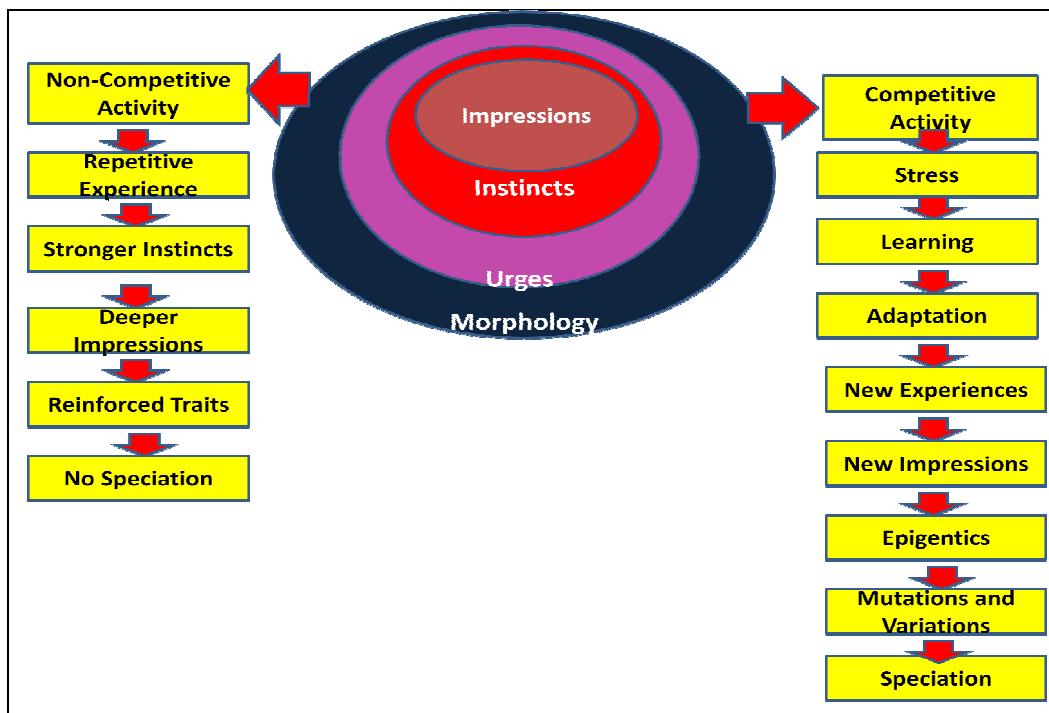 Non-Competitive
Activity
Repetitive
Experience
Stronger Instincts
Deeper
Impressions
Reinforced Traits
No Speciation
Impressions
Instincts
Urges
Morphology
Competitive
Activity
Stress
Learning
Adaptation
New Experiences
New Impressions
Epigentics
Mutations and
Variations
Speciation